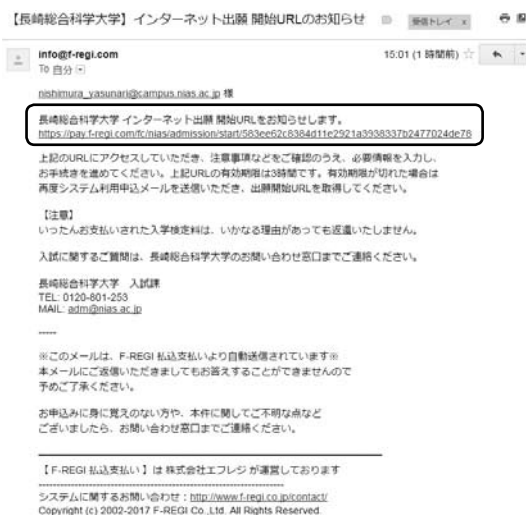 【長崎総合科学大学】インターネット出願 開始URLのお知らせ
受信トレイ x
info@f-regi.com
15:01 (1 時間前)
To 自分
nishimura_yasunari@campus.nias.ac.jp 様
長崎総合科学大学 インターネット出願 開始URLをお知らせします。
https://pay.f-regi.com/fc/nias/admission/start/583ee62c8384d11e2921a3938337b2477024de78
上記のURLにアクセスしていただき、注意事項などをご確認のうえ、必要情報を入力し、
お手続きを進めてください。上記URLの有効期限は3時間です。有効期限が切れた場合は
再度システム利用申込メールを送信いただき、出願開始URLを取得してください。
【注意】
いったんお支払いされた入学検定料は、いかなる理由があっても返還いたしません。
入試に関するご質問は、長崎総合科学大学のお問い合わせ窓口までご連絡ください。
長崎総合科学大学 入試課
TEL: 0120-801-253
MAIL: adm@nias.ac.jp
-----
※このメールは、F-REGI 払込支払いより自動送信されています※
本メールにご返信いただきましてもお答えすることができませんので
予めご了承ください。
お申込みに身に覚えのない方や、本件に関してご不明な点など
ございましたら、お問い合わせ窓口までご連絡ください。
【 F-REGI 払込支払い 】は 株式会社エフレジ が運営しております
システムに関するお問い合わせ : http://www.f-regi.co.jp/contact/
Copyright (c) 2002-2017 F-REGI Co.,Ltd. All Rights Reserved.